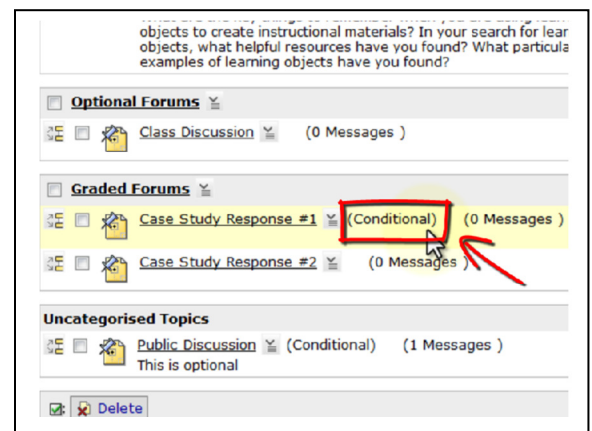 objects to create instructional materials? In your search for lear
objects, what helpful resources have you found? What particula
examples of learning objects have you found?
Optional Forums
Class Discussion (0 Messages )
Graded Forums
Case Study Response #1 (Conditional) (0 Messages )
Case Study Response #2 (0 Messages )
Uncategorised Topics
Public Discussion (Conditional) (1 Messages )
This is optional
Delete